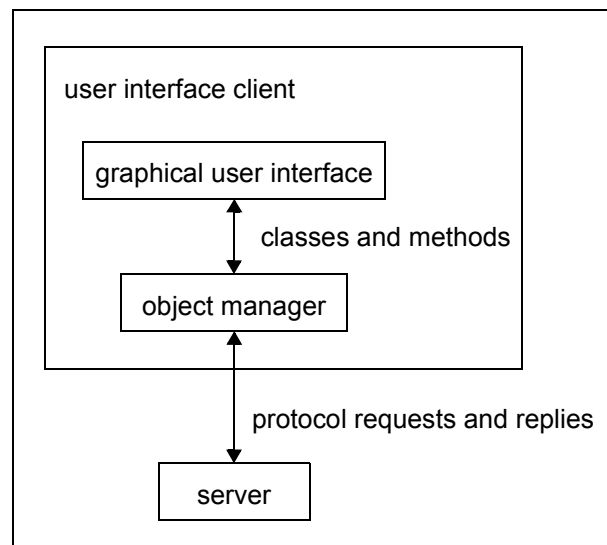 user interface client
graphical user interface
classes and methods
object manager
protocol requests and replies
server